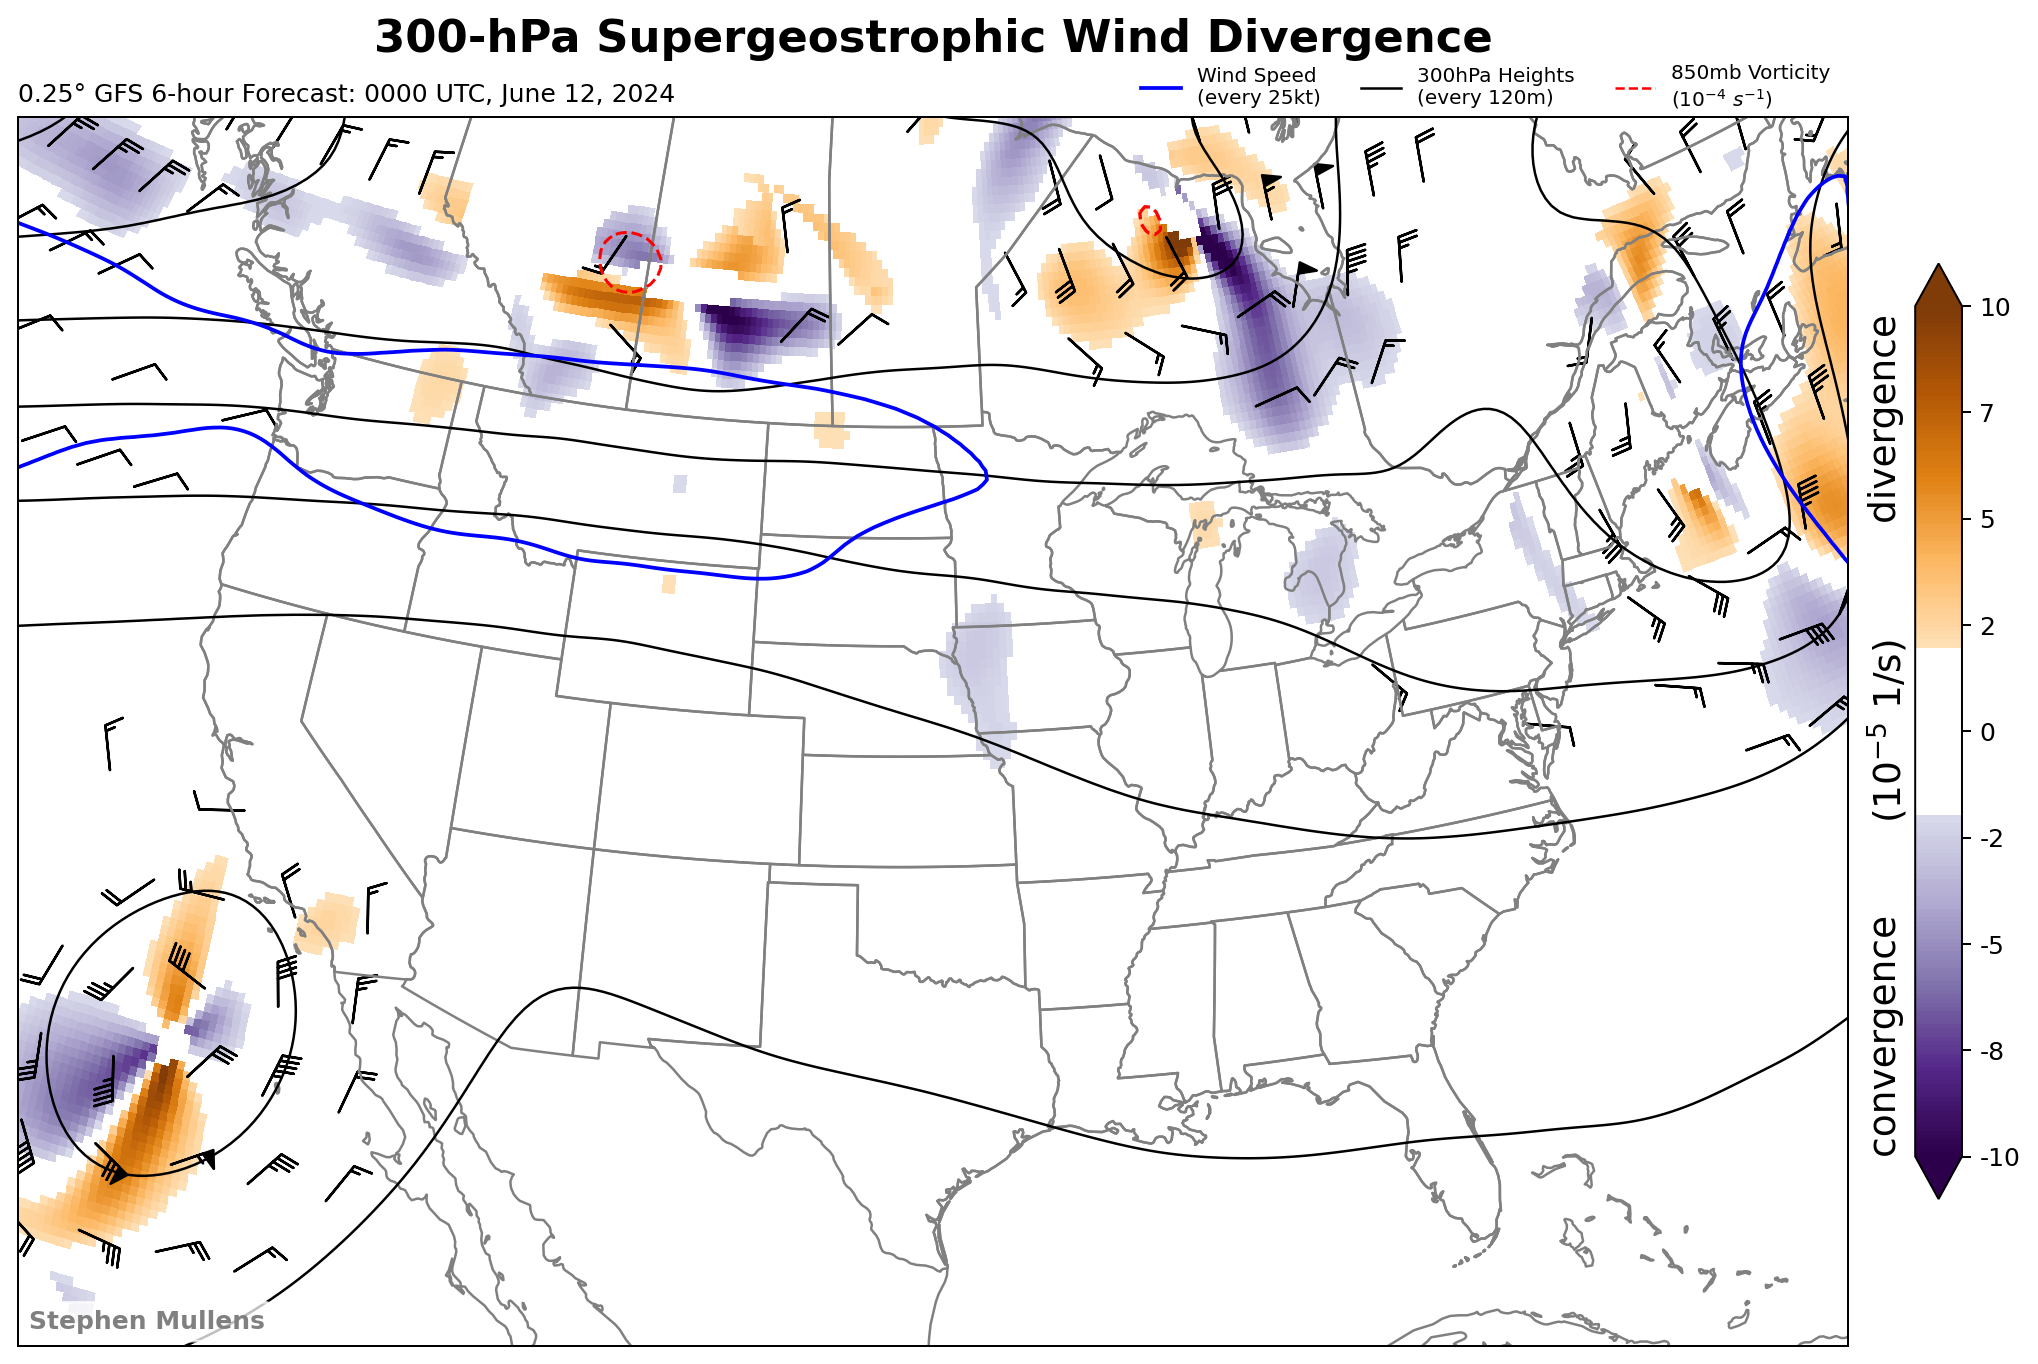 300-hPa Supergeostrophic Wind Divergence
0.25° GFS 6-hour Forecast: 0000 UTC, June 12, 2024
Wind Speed
(every 25kt)
300hPa Heights
(every 120m)
850mb Vorticity
(10⁻⁴ s⁻¹)
10
7
5
2
0
-2
-5
-8
-10
convergence (10⁻⁵ 1/s) divergence
Stephen Mullens